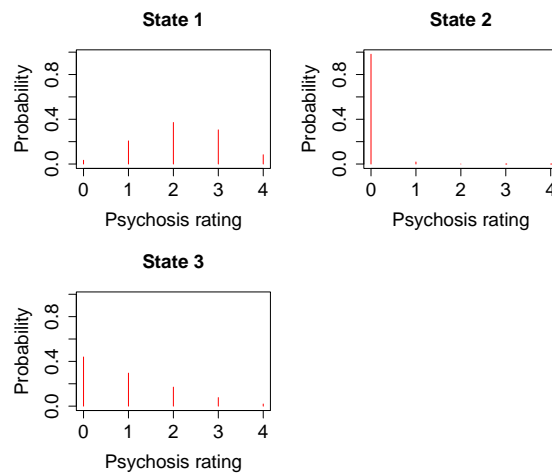 State 1
Probability
0.0 0.4 0.8
0 1 2 3 4
Psychosis rating
State 2
Probability
0.0 0.4 0.8
0 1 2 3 4
Psychosis rating
State 3
Probability
0.0 0.4 0.8
0 1 2 3 4
Psychosis rating